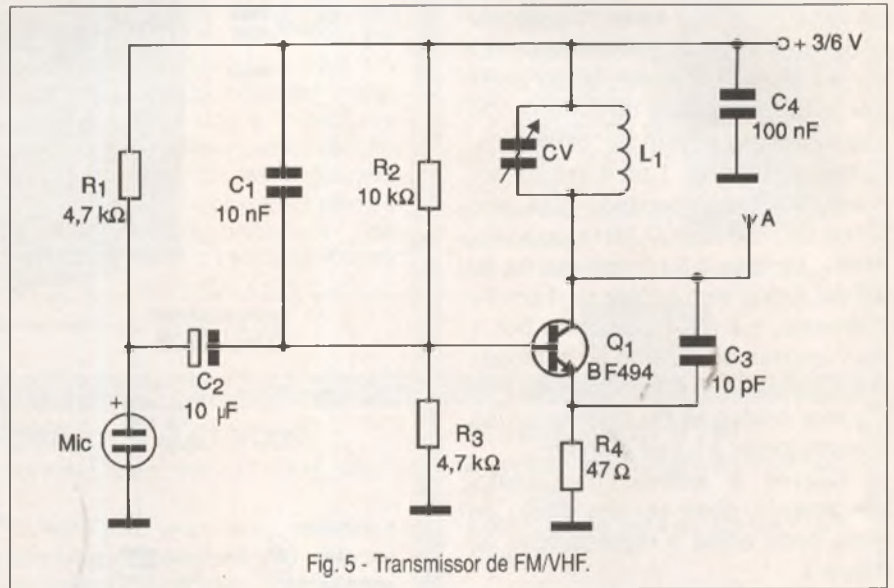 + 3/6 V
R1
4,7 kΩ
C1
10 nF
R2
10 kΩ
CV
L1
C4
100 nF
A
C2
10 μF
Q1
BF494
C3
10 pF
Mic
+
R3
4,7 kΩ
R4
47 Ω
Fig. 5 - Transmissor de FM/VHF.